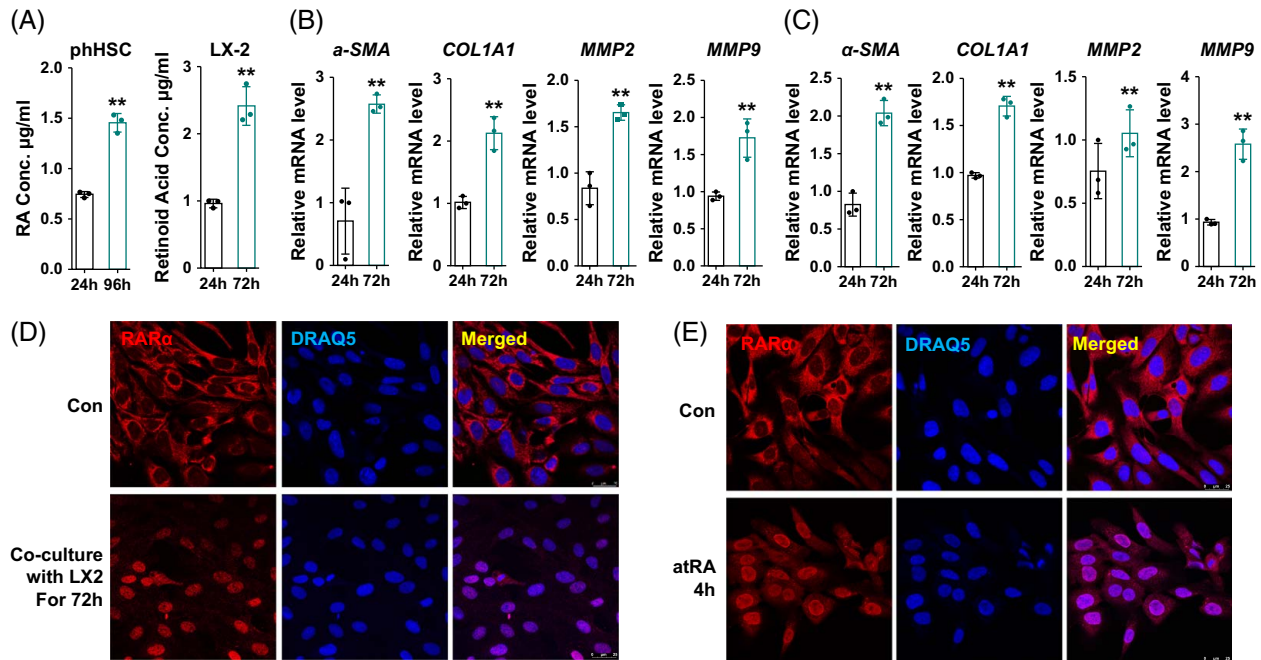 (A)
phHSC
RA Conc. μg/ml
2.0
1.5
1.0
0.5
0.0
24h 96h
LX-2
Retinoid Acid Conc. μg/ml
3
2
1
0
24h 72h
**
**
(B)
a-SMA
Relative mRNA level
3
2
1
0
24h 72h
**
COL1A1
Relative mRNA level
3
2
1
0
24h 72h
**
MMP2
Relative mRNA level
2.0
1.5
1.0
0.5
0.0
24h 72h
**
MMP9
Relative mRNA level
2.5
2.0
1.5
1.0
0.5
0.0
24h 72h
**
(C)
α-SMA
Relative mRNA level
2.5
2.0
1.5
1.0
0.5
0.0
24h 72h
**
COL1A1
Relative mRNA level
2.0
1.5
1.0
0.5
0.0
24h 72h
**
MMP2
Relative mRNA level
1.5
1.0
0.5
0.0
24h 72h
**
MMP9
Relative mRNA level
4
3
2
1
0
24h 72h
**
(D)
RARα
DRAQ5
Merged
Con
Co-culture
with LX2
For 72h
(E)
RARα
DRAQ5
Merged
Con
atRA
4h
0 μm 25